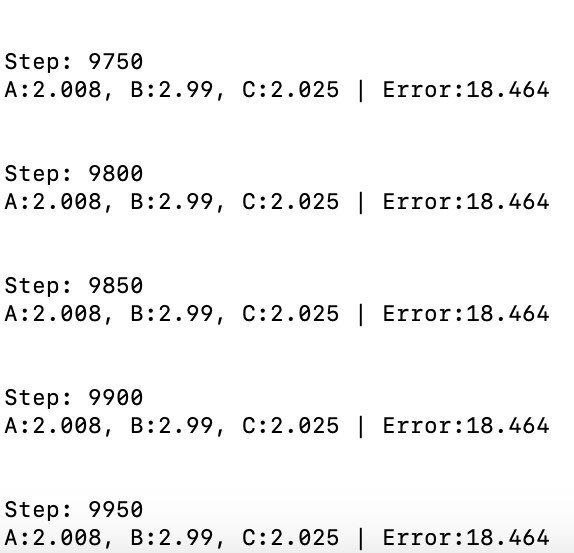 Step: 9750
A:2.008, B:2.99, C:2.025 | Error:18.464
Step: 9800
A:2.008, B:2.99, C:2.025 | Error:18.464
Step: 9850
A:2.008, B:2.99, C:2.025 | Error:18.464
Step: 9900
A:2.008, B:2.99, C:2.025 | Error:18.464
Step: 9950
A:2.008, B:2.99, C:2.025 | Error:18.464